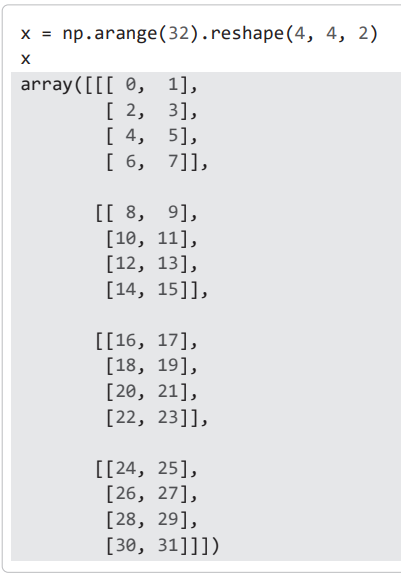 x = np.arange(32).reshape(4, 4, 2)
x
array([[[ 0,  1],
        [ 2,  3],
        [ 4,  5],
        [ 6,  7]],

       [[ 8,  9],
        [10, 11],
        [12, 13],
        [14, 15]],

       [[16, 17],
        [18, 19],
        [20, 21],
        [22, 23]],

       [[24, 25],
        [26, 27],
        [28, 29],
        [30, 31]]])